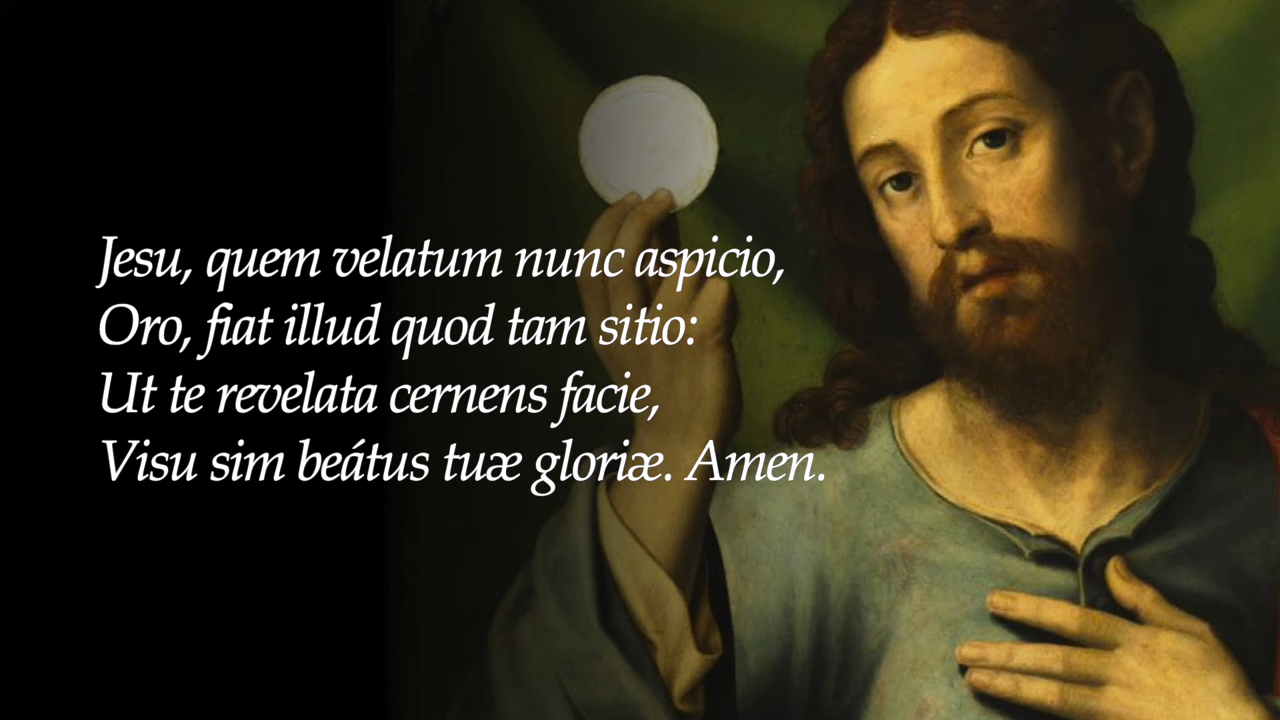 Jesu, quem velatum nunc aspicio,
Oro, fiat illud quod tam sitio:
Ut te revelata cernens facie,
Visu sim beátus tuæ gloriæ. Amen.